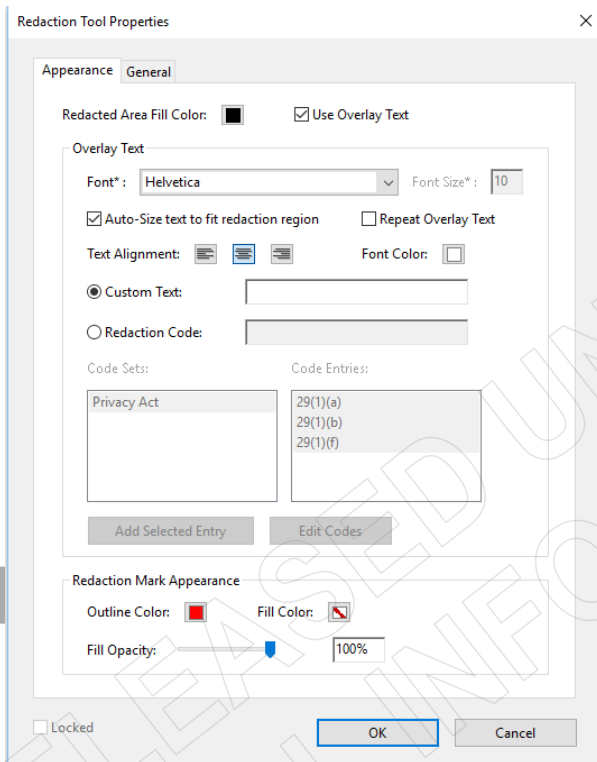 Redaction Tool Properties
Appearance General
Redacted Area Fill Color: Use Overlay Text
Overlay Text
Font* : Helvetica Font Size* : 10
Auto-Size text to fit redaction region Repeat Overlay Text
Text Alignment: Font Color:
Custom Text:
Redaction Code:
Code Sets: Code Entries:
Privacy Act 29(1)(a)
29(1)(b)
29(1)(f)
Add Selected Entry Edit Codes
Redaction Mark Appearance
Outline Color: Fill Color:
Fill Opacity: 100%
Locked OK Cancel